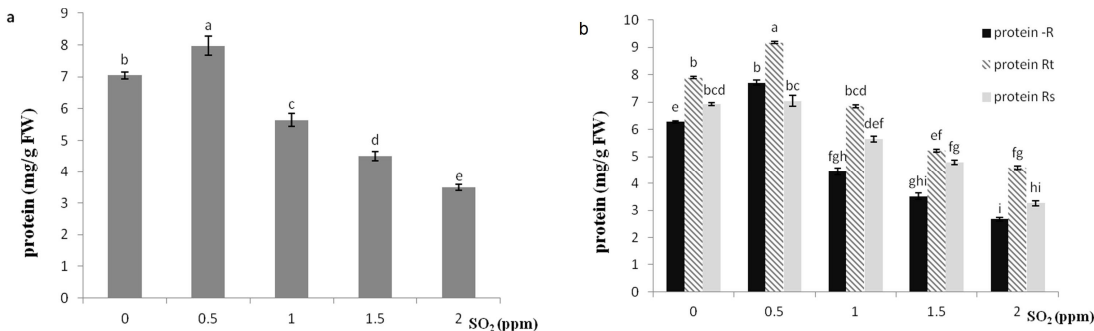 a
protein (mg/g FW)
9
8
7
6
5
4
3
2
1
0
b
a
c
d
e
0
0.5
1
1.5
2
SO2 (ppm)
b
protein (mg/g FW)
10
9
8
7
6
5
4
3
2
1
0
e
b
bcd
b
a
bc
fgh
bcd
def
ghi
ef
fg
i
fg
hi
0
0.5
1
1.5
2
SO2 (ppm)
protein -R
protein Rt
protein Rs